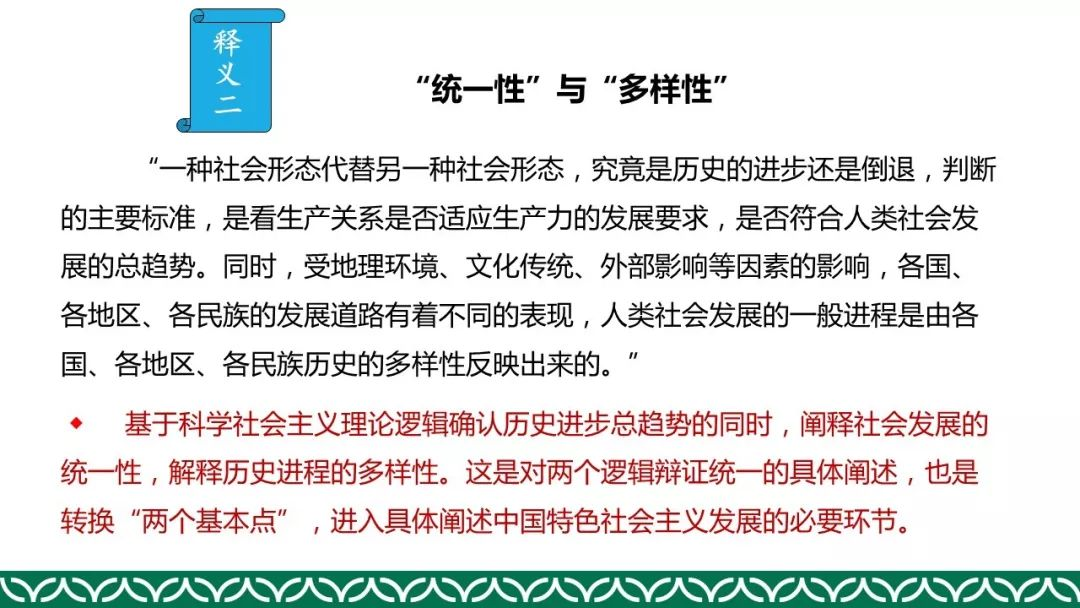 释
义
二
“统一性”与“多样性”
“一种社会形态代替另一种社会形态，究竟是历史的进步还是倒退，判断
的主要标准，是看生产关系是否适应生产力的发展要求，是否符合人类社会发
展的总趋势。同时，受地理环境、文化传统、外部影响等因素的影响，各国、
各地区、各民族的发展道路有着不同的表现，人类社会发展的一般进程是由各
国、各地区、各民族历史的多样性反映出来的。”
基于科学社会主义理论逻辑确认历史进步总趋势的同时，阐释社会发展的
统一性，解释历史进程的多样性。这是对两个逻辑辩证统一的具体阐述，也是
转换“两个基本点”，进入具体阐述中国特色社会主义发展的必要环节。